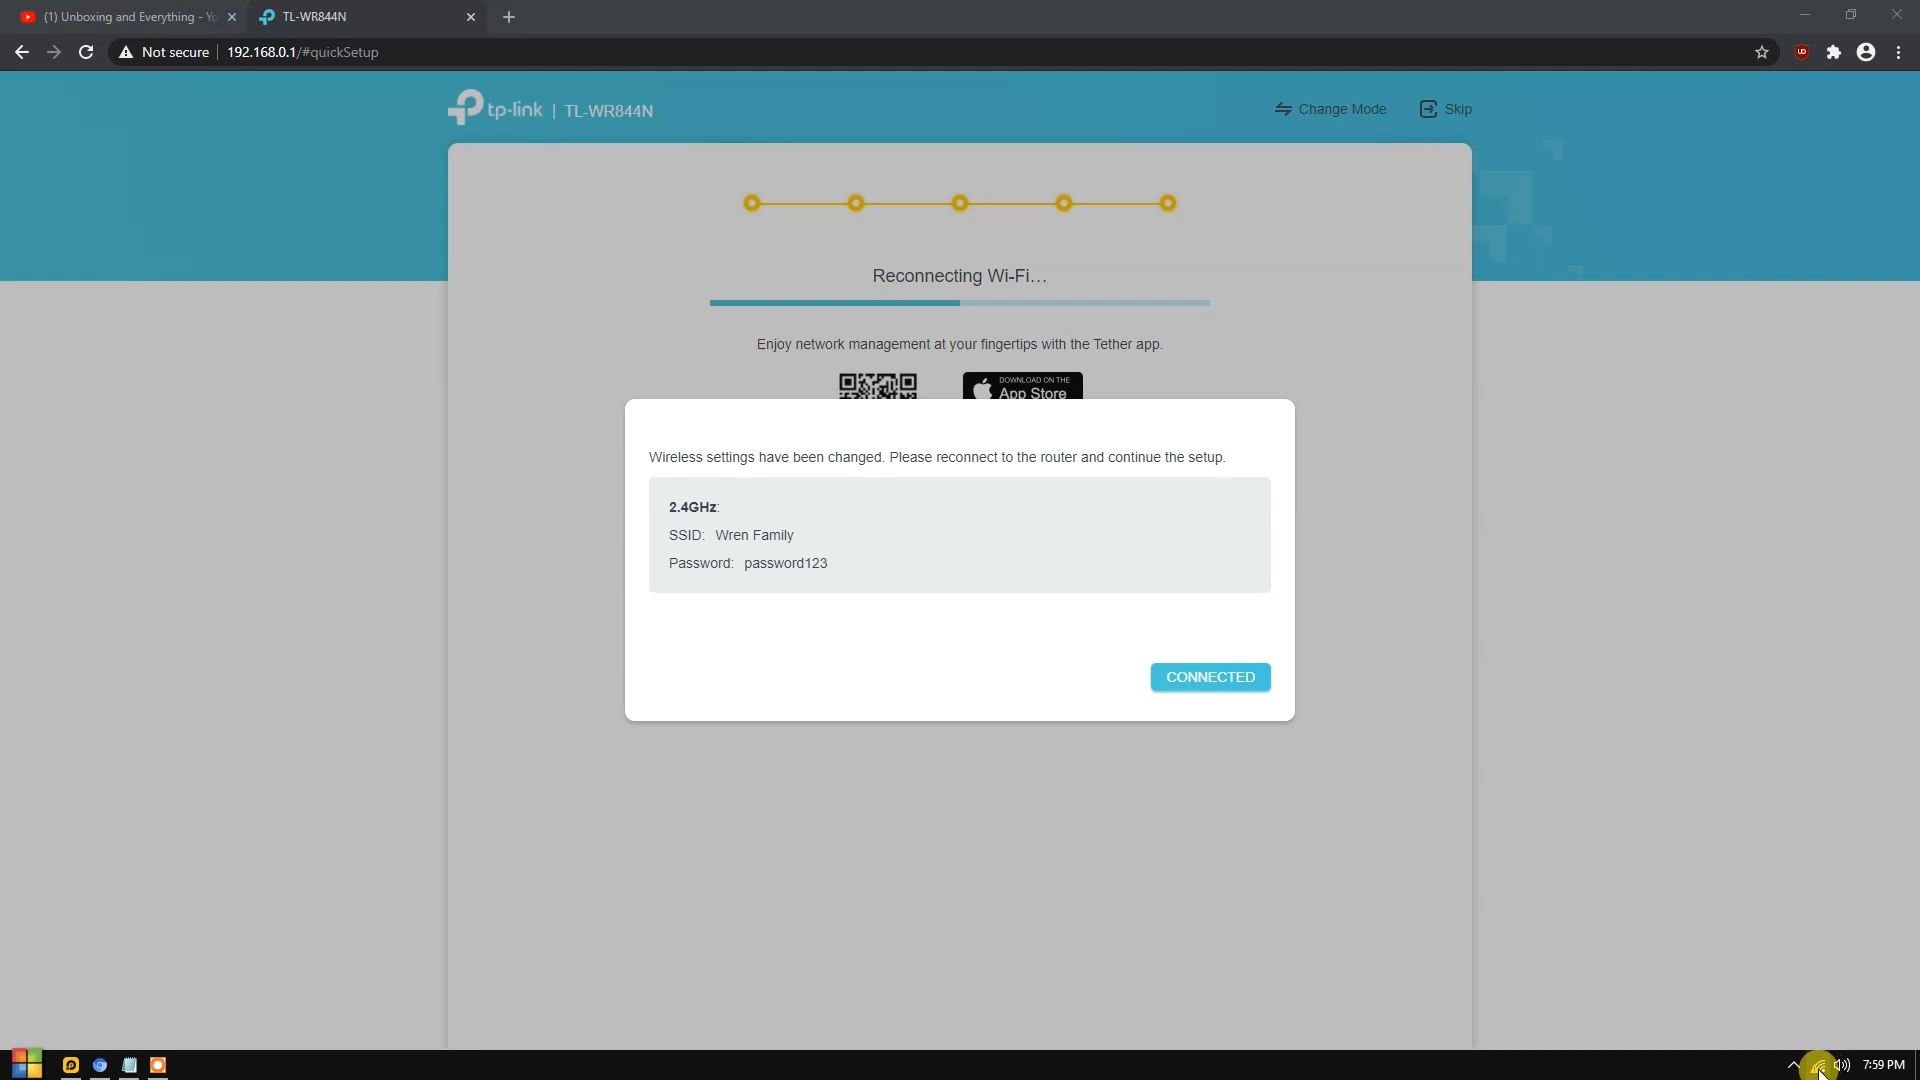 (1) Unboxing and Everything - Yo
TL-WR844N
Not secure
192.168.0.1/#quickSetup
tp-link | TL-WR844N
Change Mode
Skip
Reconnecting Wi-Fi...
Enjoy network management at your fingertips with the Tether app.
DOWNLOAD ON THE
App Store
Wireless settings have been changed. Please reconnect to the router and continue the setup.
2.4GHz:
SSID: Wren Family
Password: password123
CONNECTED
7:59 PM